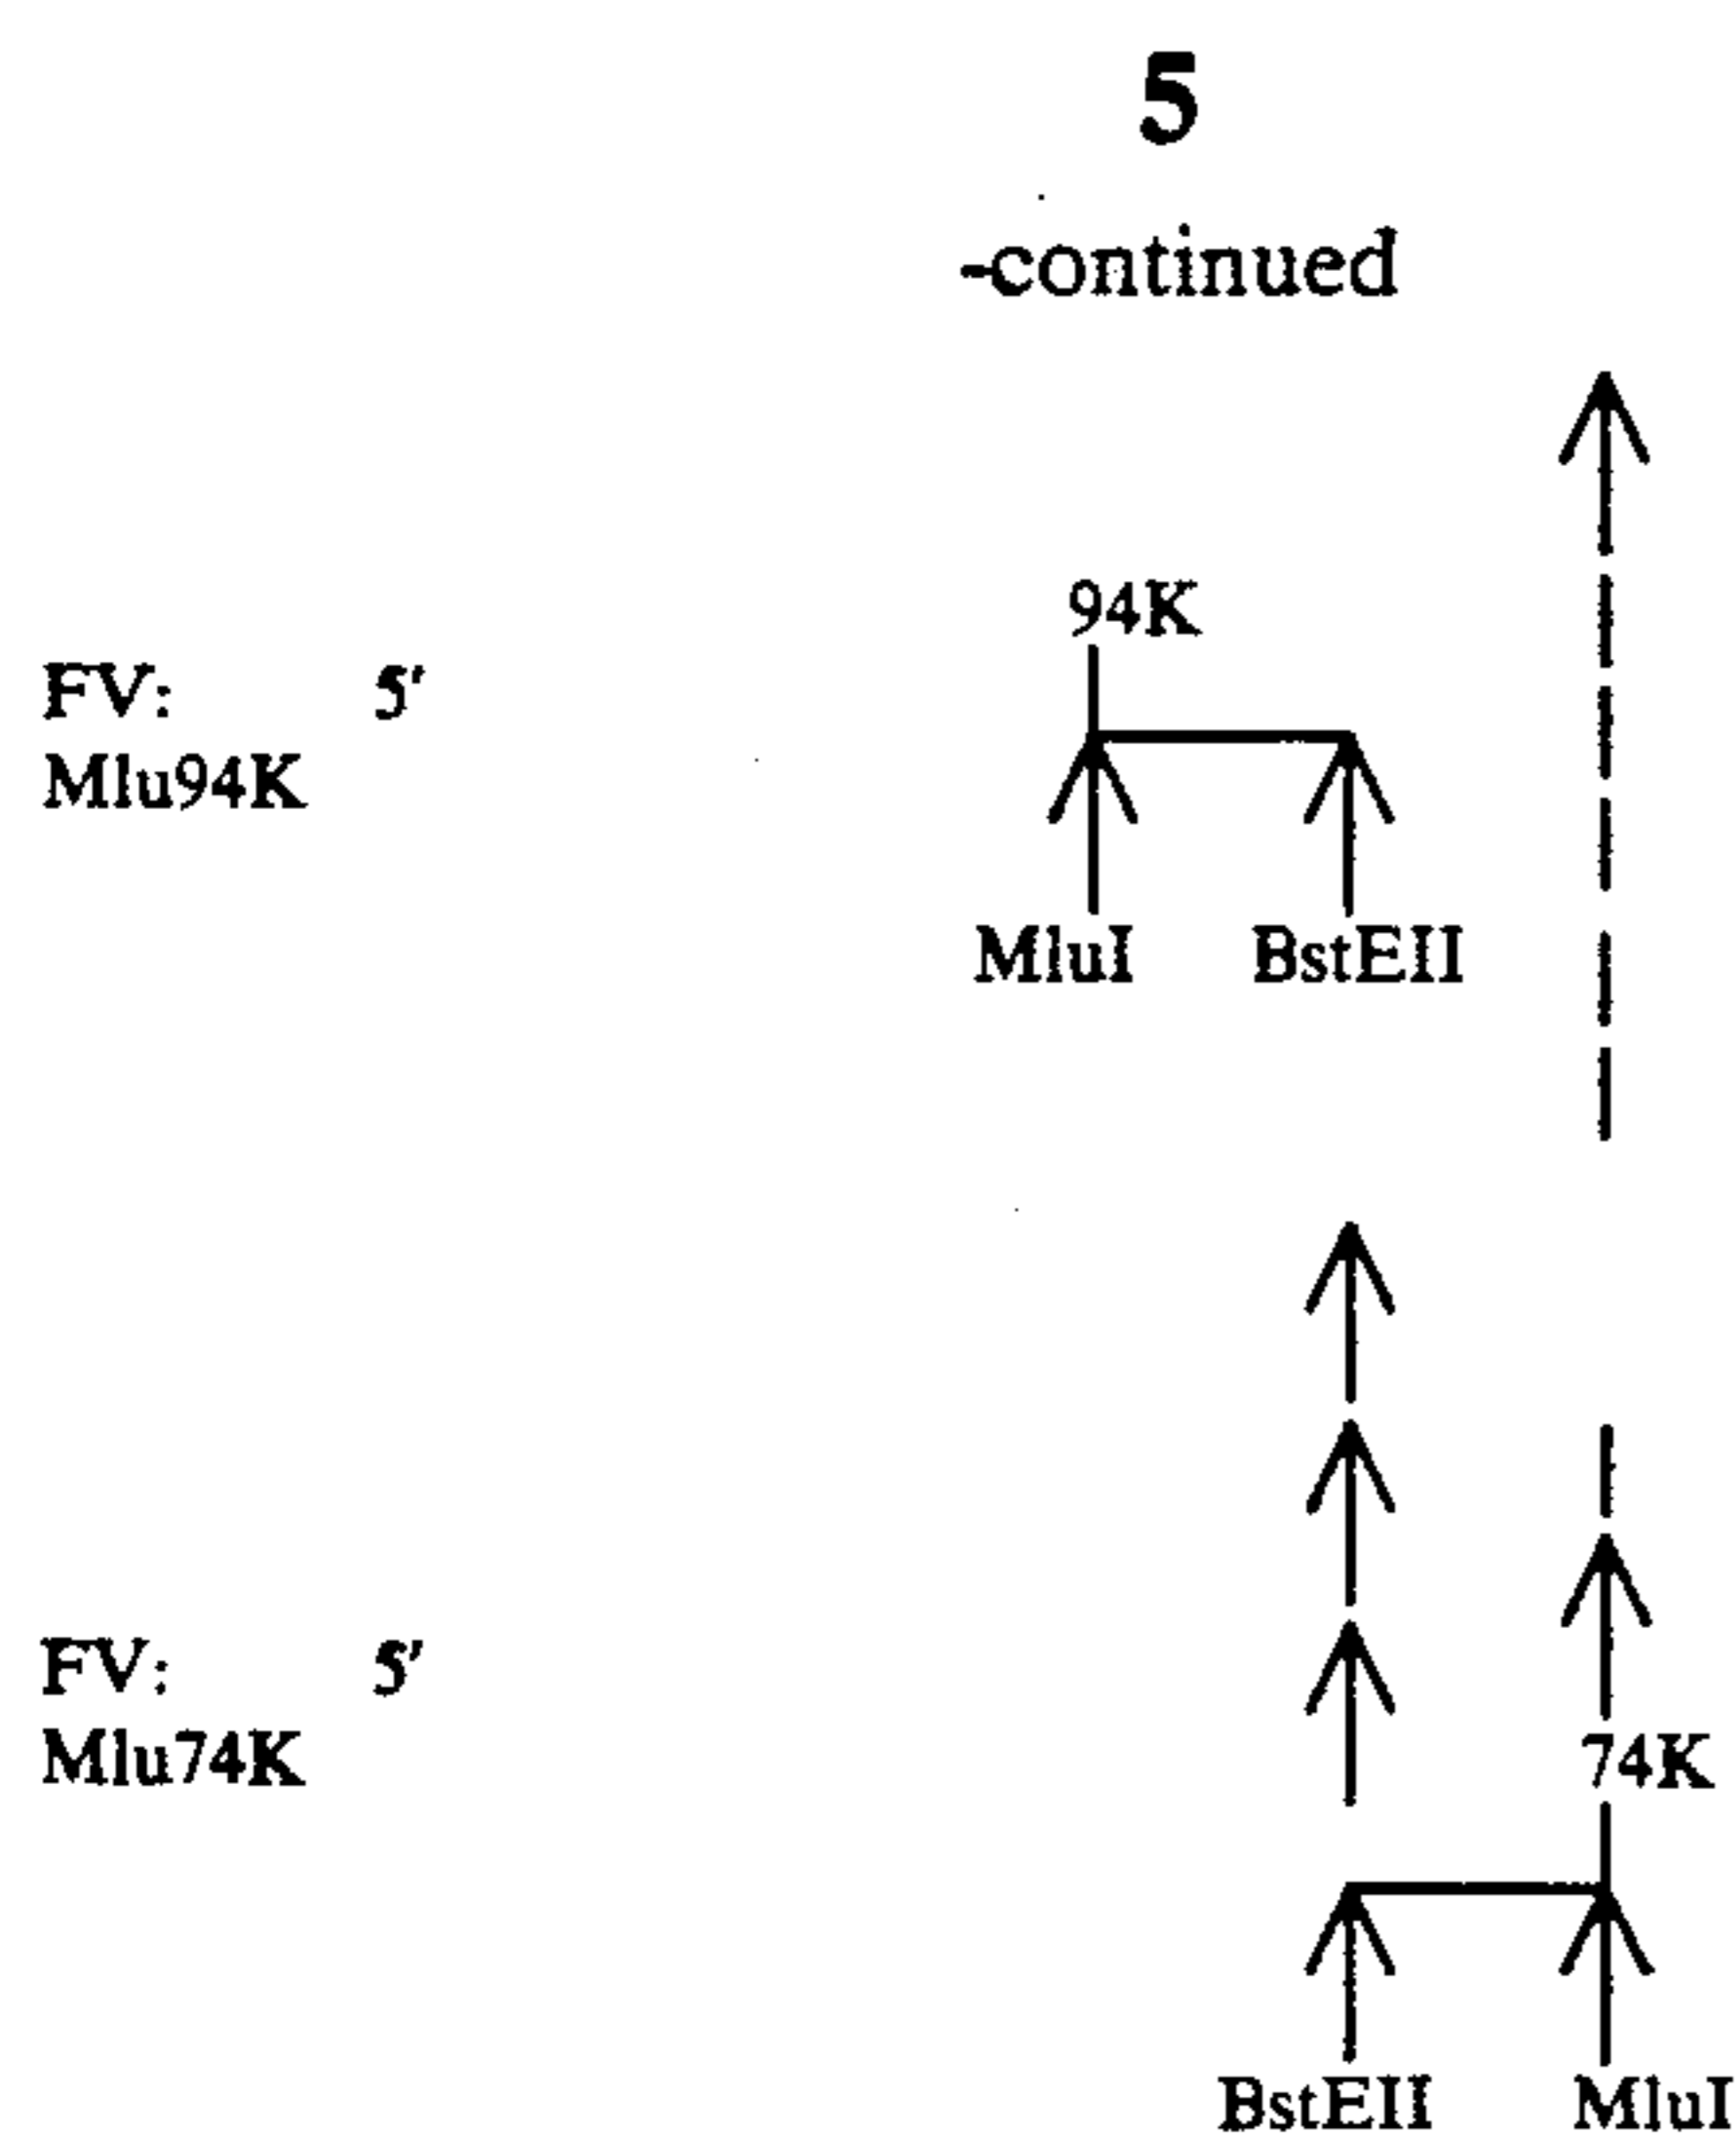 5
-continued
94K
FV: 5'
Mlu94K
MluI BstEII
FV: 5'
Mlu74K
74K
BstEII MluI